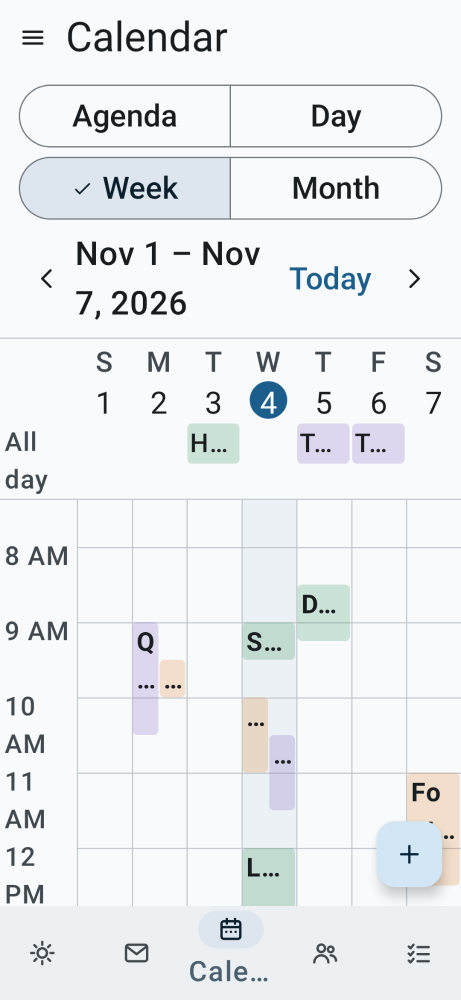 Calendar
Agenda
Day
Week
Month
Nov 1 – Nov
7, 2026
Today
S M T W T F S
1 2 3 4 5 6 7
All
day
H…
T…
T…
8 AM
D…
9 AM
S…
Q
…
…
10
AM
…
…
11
AM
Fo
…
12
PM
L…
Cale…